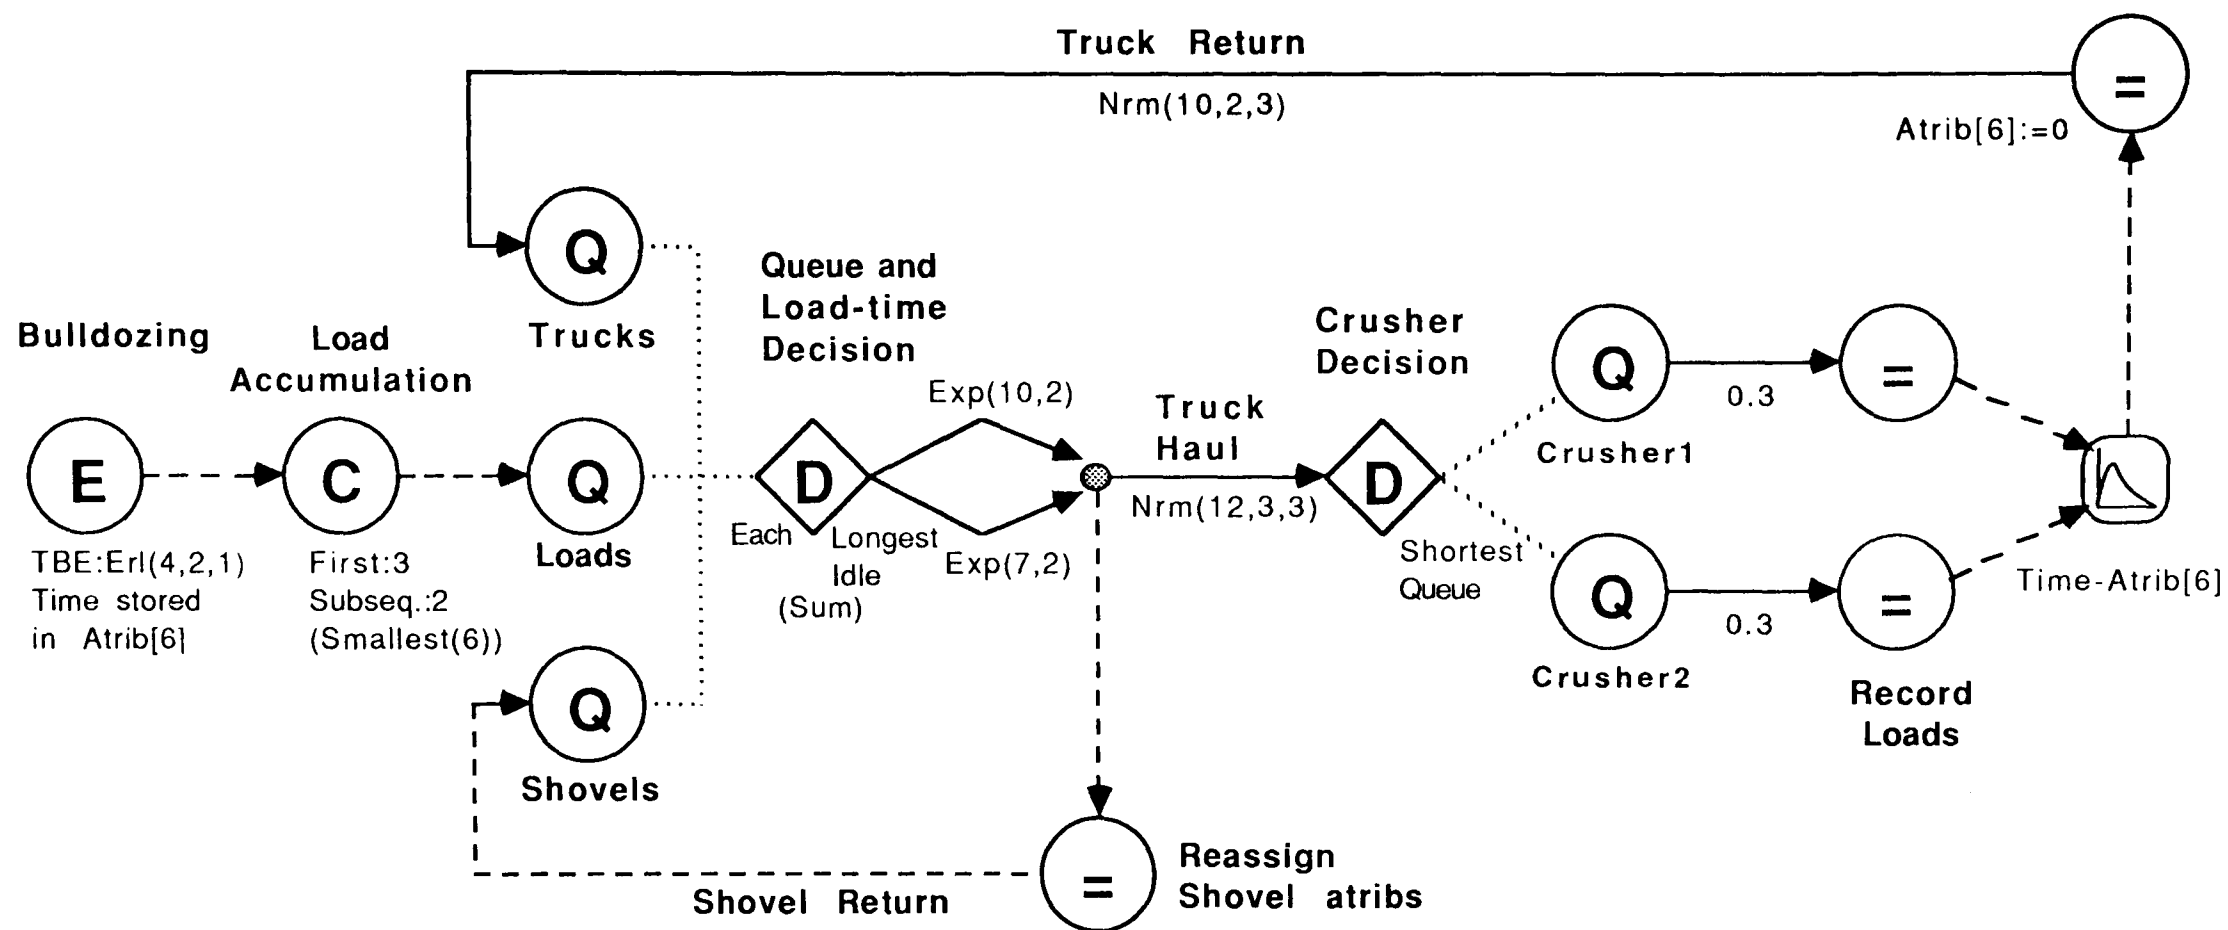 Truck Return
Nrm(10,2,3)
=
Atrib[6]:=0
Q
Trucks
Queue and
Load-time
Decision
Bulldozing
Load
Accumulation
E
C
Q
Loads
TBE:Erl(4,2,1)
Time stored
in Atrib[6]
First:3
Subseq.:2
(Smallest(6))
D
Each
Longest
Idle
(Sum)
Exp(10,2)
Exp(7,2)
Truck
Haul
Nrm(12,3,3)
Crusher
Decision
D
Shortest
Queue
Q
Crusher1
0.3
=
Q
Crusher2
0.3
=
Record
Loads
Time-Atrib[6]
Q
Shovels
Shovel Return
=
Reassign
Shovel atribs